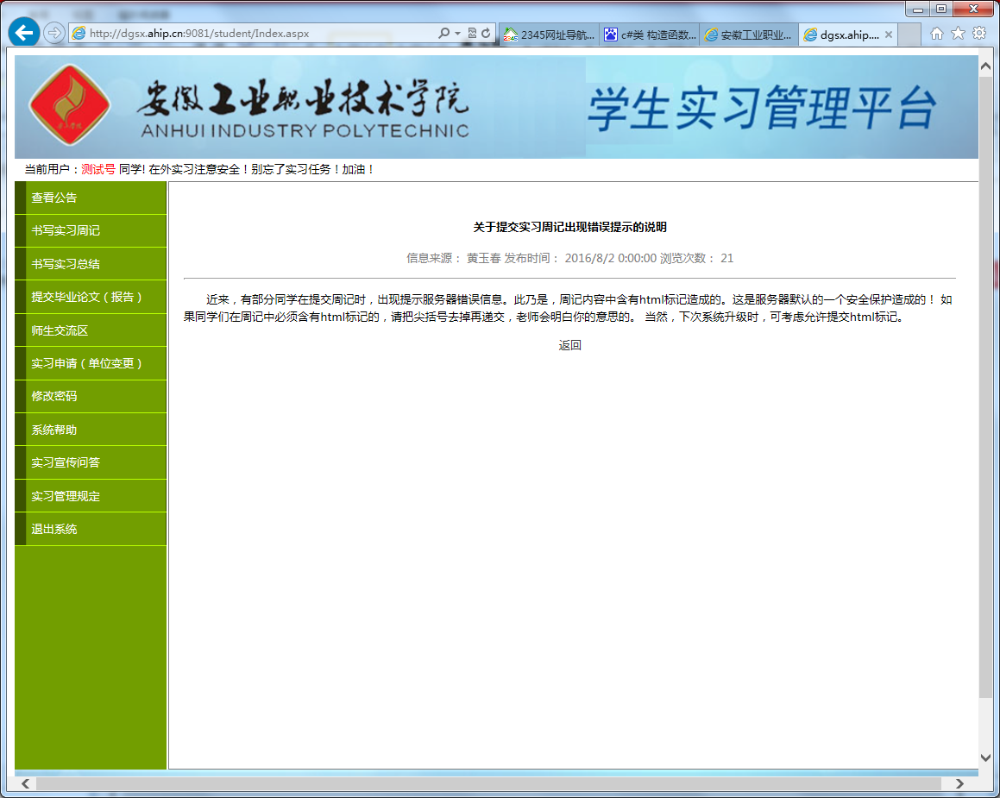 http://dgsx.ahip.cn:9081/student/Index.aspx
2345网址导航...
c#类 构造函数...
安徽工业职业...
dgsx.ahip....
安徽工业职业技术学院
ANHUI INDUSTRY POLYTECHNIC
学生实习管理平台
当前用户：测试号 同学! 在外实习注意安全！别忘了实习任务！加油！
查看公告
书写实习周记
书写实习总结
提交毕业论文（报告）
师生交流区
实习申请（单位变更）
修改密码
系统帮助
实习宣传问答
实习管理规定
退出系统
关于提交实习周记出现错误提示的说明
信息来源： 黄玉春 发布时间： 2016/8/2 0:00:00 浏览次数： 21
近来，有部分同学在提交周记时，出现提示服务器错误信息。此乃是，周记内容中含有html标记造成的。这是服务器默认的一个安全保护造成的！ 如
果同学们在周记中必须含有html标记的，请把尖括号去掉再递交，老师会明白你的意思的。 当然，下次系统升级时，可考虑允许提交html标记。
返回